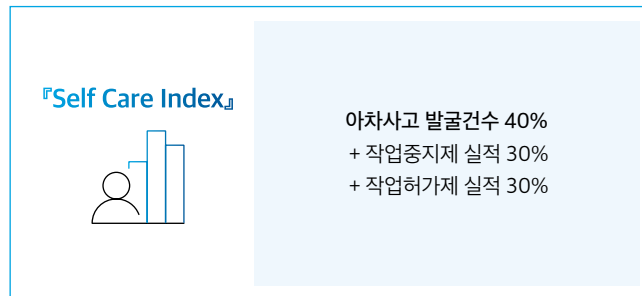 『Self Care Index』
아차사고 발굴건수 40%
+ 작업중지제 실적 30%
+ 작업허가제 실적 30%